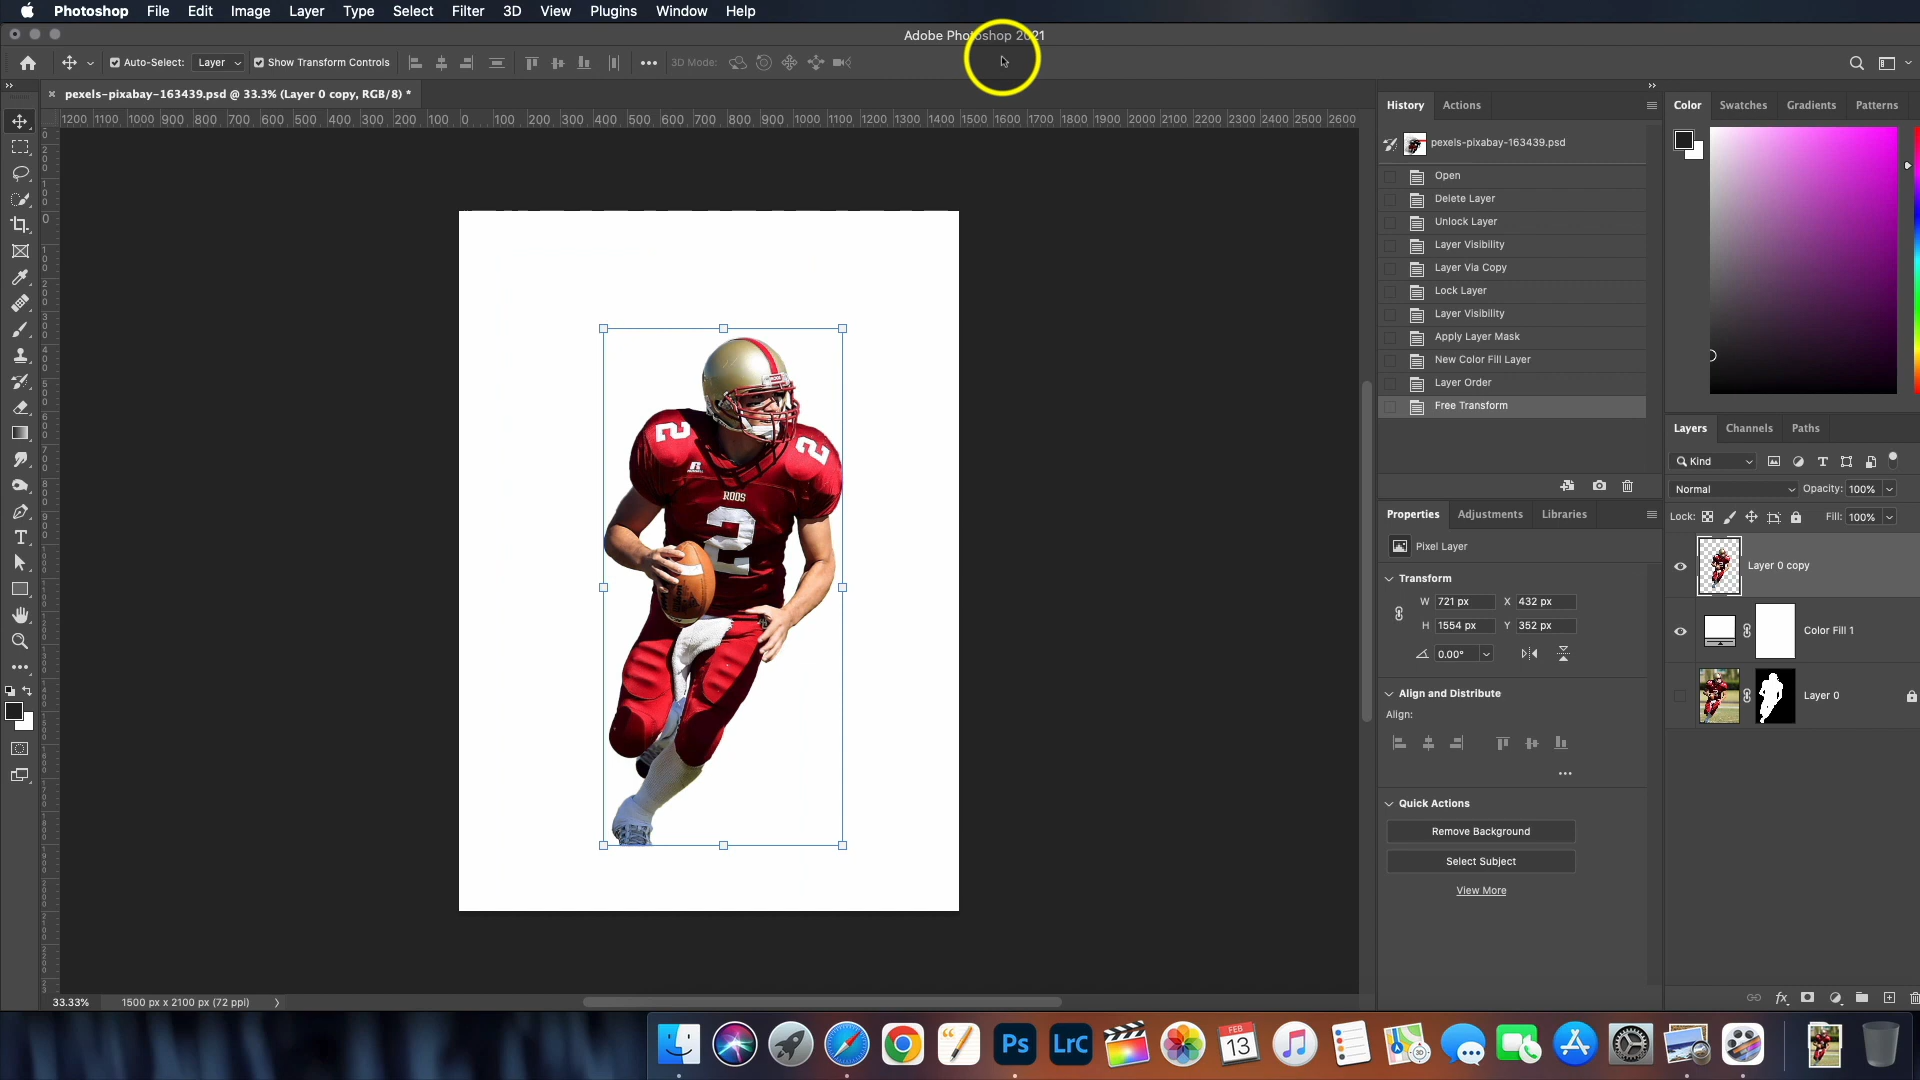 Photoshop File Edit Image Layer Type Select Filter 3D View Plugins Window Help
Adobe Photoshop 2021
Auto-Select: Layer Show Transform Controls 3D Mode:
pexels-pixabay-163439.psd @ 33.3% (Layer 0 copy, RGB/8) *
1200 1100 1000 900 800 700 600 500 400 300 200 100 0 100 200 300 400 500 600 700 800 900 1000 1100 1200 1300 1400 1500 1600 1700 1800 1900 2000 2100 2200 2300 2400 2500 2600
History Actions
pexels-pixabay-163439.psd
Open
Delete Layer
Unlock Layer
Layer Visibility
Layer Via Copy
Lock Layer
Layer Visibility
Apply Layer Mask
New Color Fill Layer
Layer Order
Free Transform
Properties Adjustments Libraries
Pixel Layer
Transform
W 721 px X 432 px
H 1554 px Y 352 px
0.00°
Align and Distribute
Align:
Quick Actions
Remove Background
Select Subject
View More
Color Swatches Gradients Patterns
Layers Channels Paths
Kind
Normal Opacity: 100%
Lock: Fill: 100%
Layer 0 copy
Color Fill 1
Layer 0
fx
2 2
R
ROOS
2
33.33% 1500 px x 2100 px (72 ppi)
Ps LrC FEB 13 3D